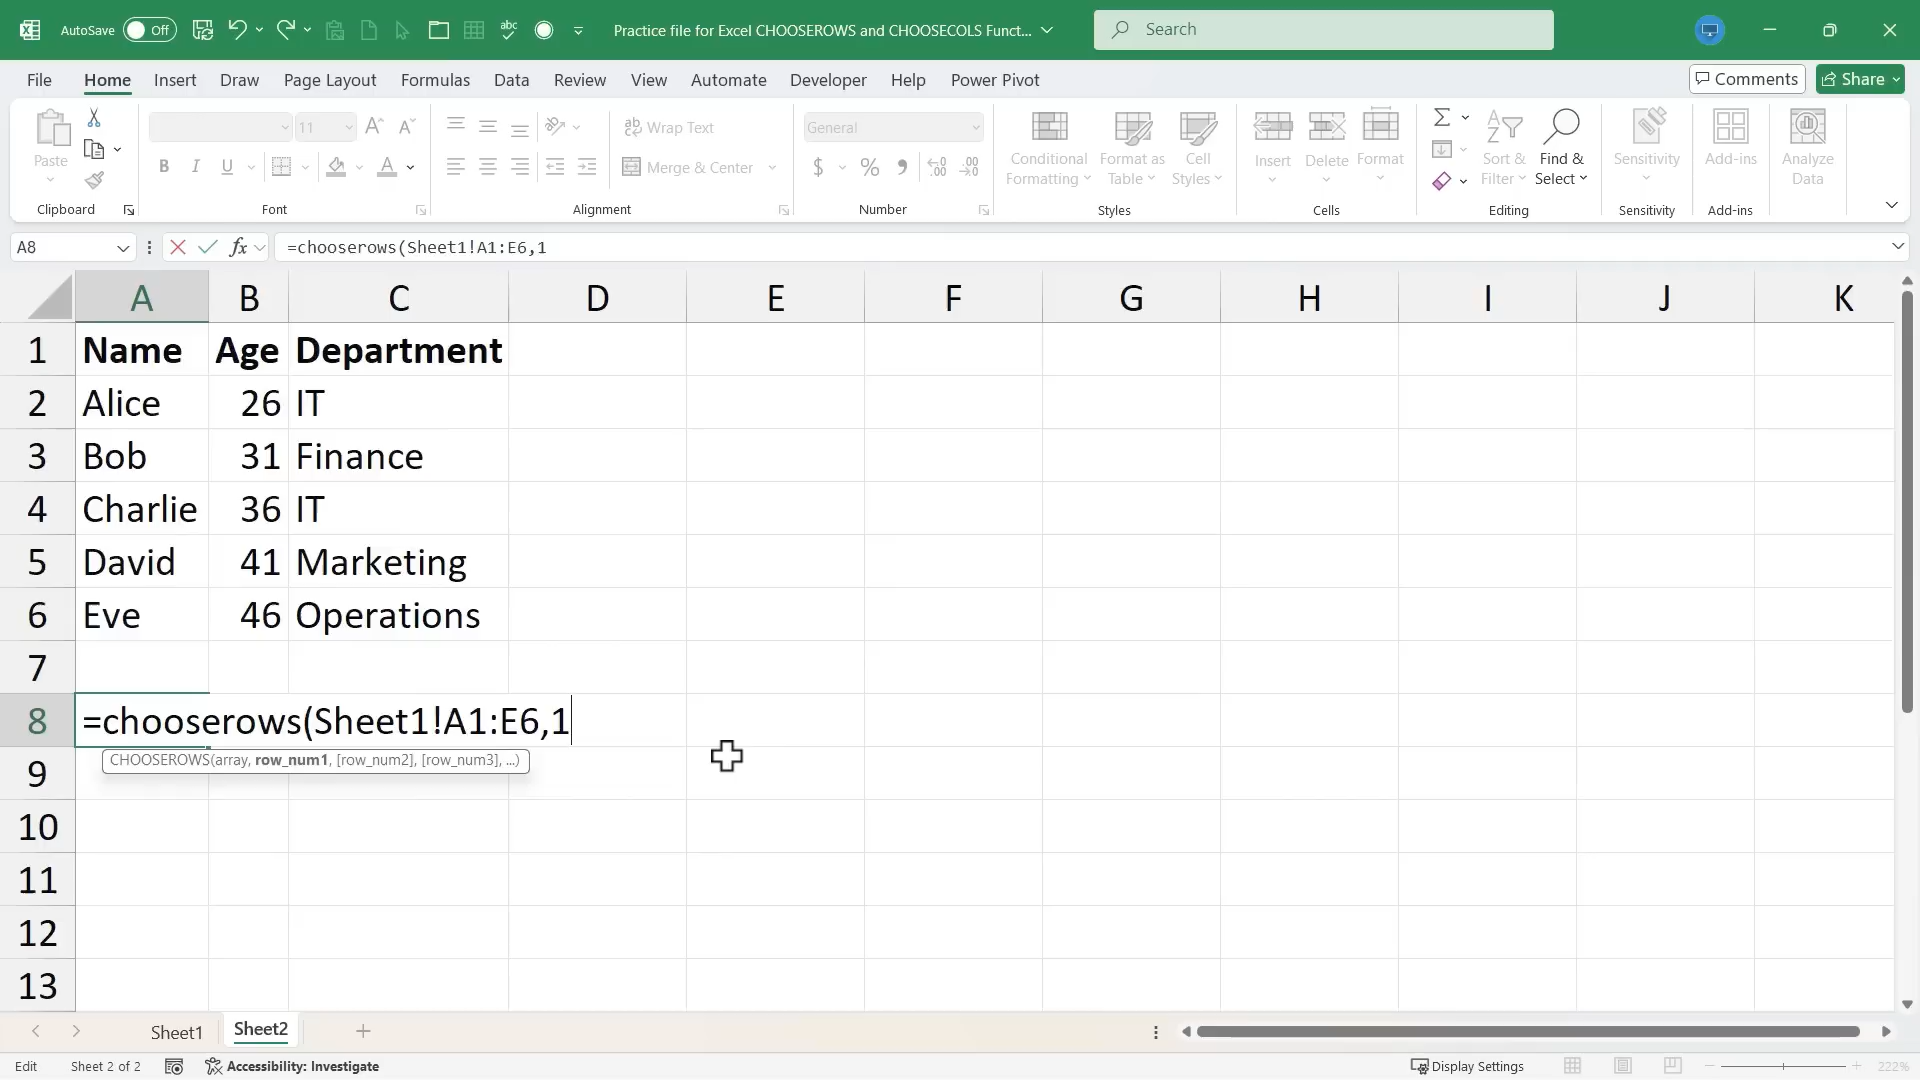 AutoSave Off abc Practice file for Excel CHOOSEROWS and CHOOSECOLS Funct... Search
File Home Insert Draw Page Layout Formulas Data Review View Automate Developer Help Power Pivot Comments Share
Paste 11 A A ab Wrap Text General Conditional Formatting Format as Table Cell Styles Insert Delete Format Sort & Filter Find & Select Sensitivity Add-ins Analyze Data
B I U A Merge & Center $ %
Clipboard Font Alignment Number Styles Cells Editing Sensitivity Add-ins
A8 fx =chooserows(Sheet1!A1:E6,1
A B C D E F G H I J K
1 Name Age Department
2 Alice 26 IT
3 Bob 31 Finance
4 Charlie 36 IT
5 David 41 Marketing
6 Eve 46 Operations
7
8 =chooserows(Sheet1!A1:E6,1
CHOOSEROWS(array, row_num1, [row_num2], [row_num3], ...)
9
10
11
12
13
Sheet1 Sheet2
Edit Sheet 2 of 2 Accessibility: Investigate Display Settings 222%